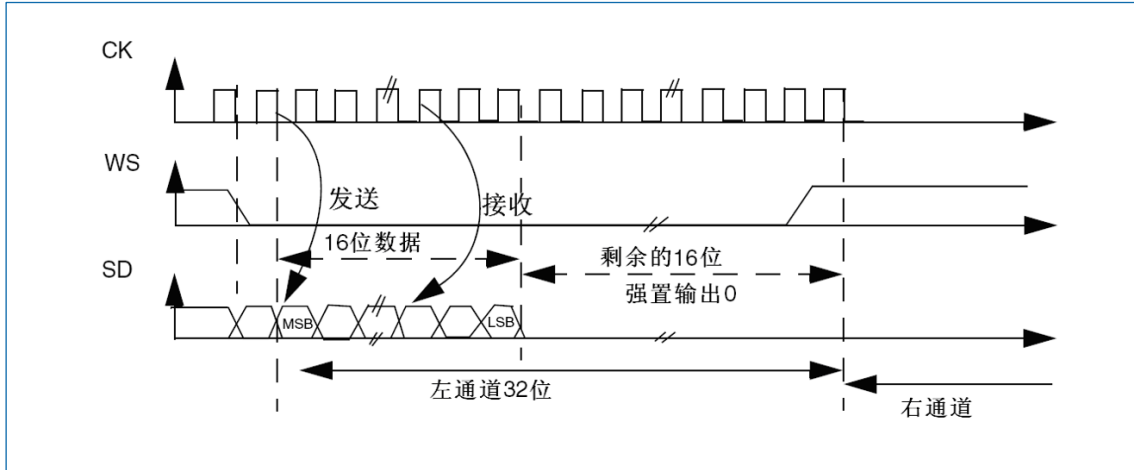 CK
WS
发送
接收
16位数据
剩余的16位
强置输出0
SD
MSB
LSB
左通道32位
右通道